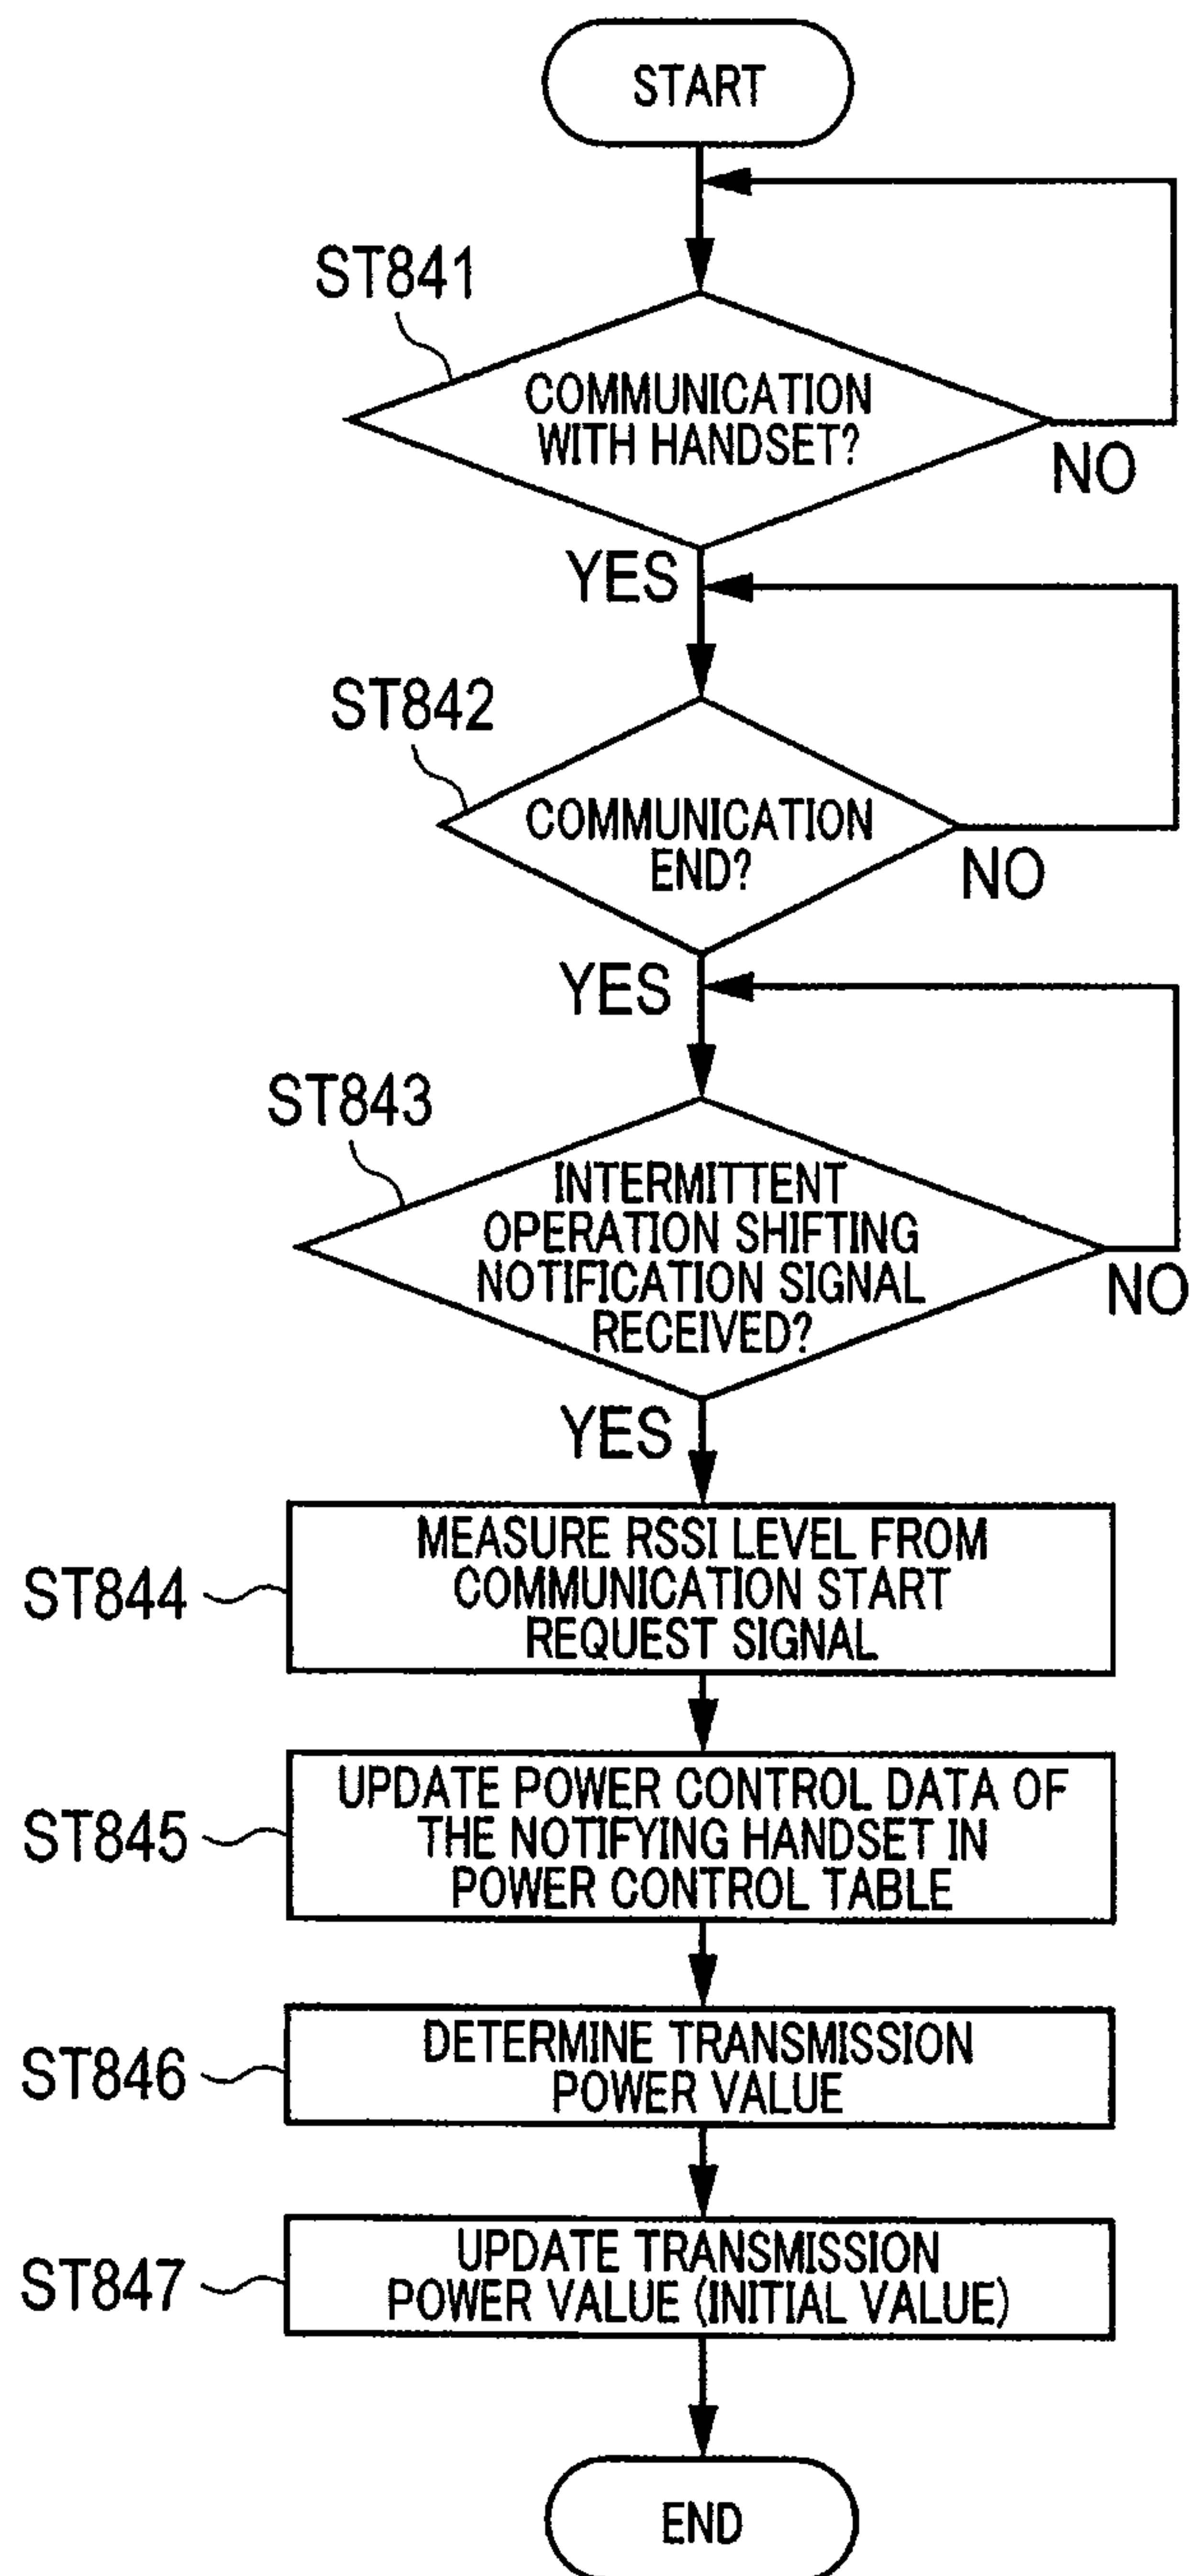 START
ST841
COMMUNICATION
WITH HANDSET?
NO
YES
ST842
COMMUNICATION
END?
NO
YES
ST843
INTERMITTENT
OPERATION SHIFTING
NOTIFICATION SIGNAL
RECEIVED?
NO
YES
ST844
MEASURE RSSI LEVEL FROM
COMMUNICATION START
REQUEST SIGNAL
ST845
UPDATE POWER CONTROL DATA OF
THE NOTIFYING HANDSET IN
POWER CONTROL TABLE
ST846
DETERMINE TRANSMISSION
POWER VALUE
ST847
UPDATE TRANSMISSION
POWER VALUE (INITIAL VALUE)
END